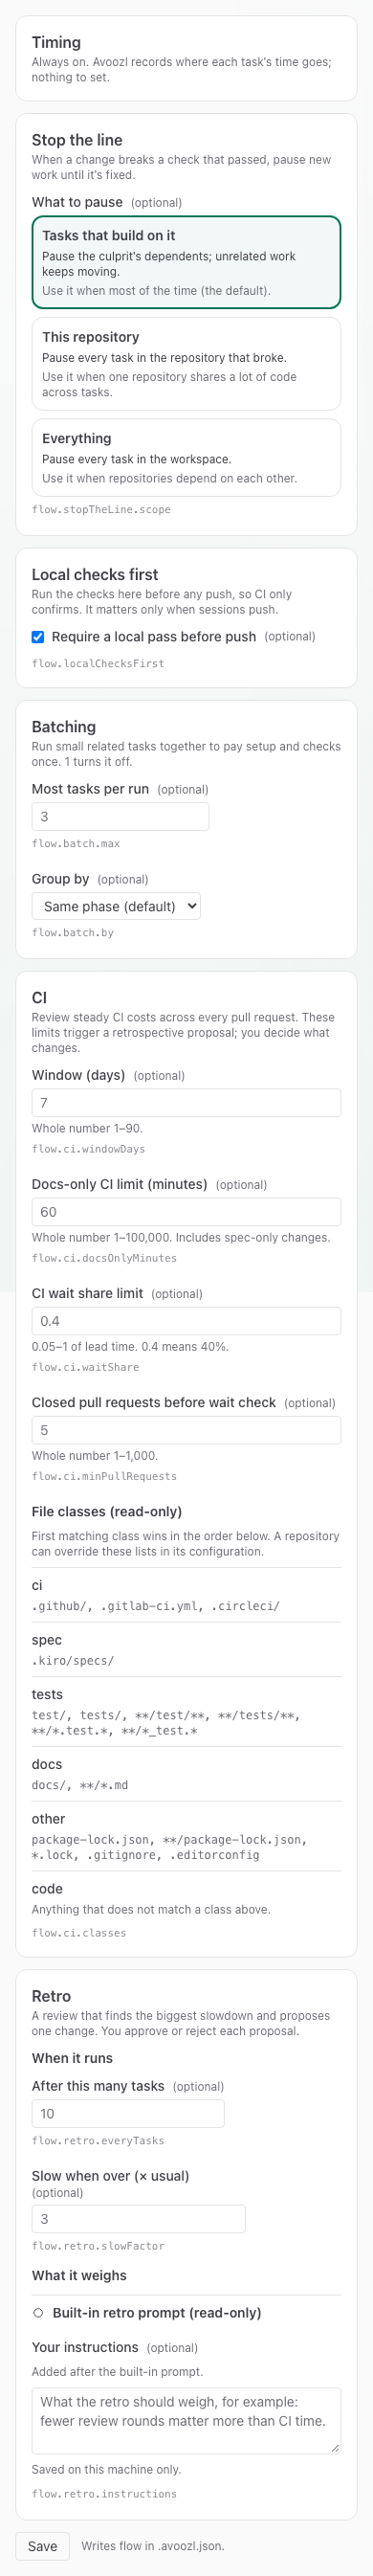 Timing
Always on. Avoozl records where each task's time goes;
nothing to set.
Stop the line
When a change breaks a check that passed, pause new
work until it's fixed.
What to pause (optional)
Tasks that build on it
Pause the culprit's dependents; unrelated work
keeps moving.
Use it when most of the time (the default).
This repository
Pause every task in the repository that broke.
Use it when one repository shares a lot of code
across tasks.
Everything
Pause every task in the workspace.
Use it when repositories depend on each other.
flow.stopTheLine.scope
Local checks first
Run the checks here before any push, so CI only
confirms. It matters only when sessions push.
Require a local pass before push (optional)
flow.localChecksFirst
Batching
Run small related tasks together to pay setup and checks
once. 1 turns it off.
Most tasks per run (optional)
3
flow.batch.max
Group by (optional)
Same phase (default)
flow.batch.by
CI
Review steady CI costs across every pull request. These
limits trigger a retrospective proposal; you decide what
changes.
Window (days) (optional)
7
Whole number 1–90.
flow.ci.windowDays
Docs-only CI limit (minutes) (optional)
60
Whole number 1–100,000. Includes spec-only changes.
flow.ci.docsOnlyMinutes
CI wait share limit (optional)
0.4
0.05–1 of lead time. 0.4 means 40%.
flow.ci.waitShare
Closed pull requests before wait check (optional)
5
Whole number 1–1,000.
flow.ci.minPullRequests
File classes (read-only)
First matching class wins in the order below. A repository
can override these lists in its configuration.
ci
.github/, .gitlab-ci.yml, .circleci/
spec
.kiro/specs/
tests
test/, tests/, **/test/**, **/tests/**,
**/*.test.*, **/*_test.*
docs
docs/, **/*.md
other
package-lock.json, **/package-lock.json,
*.lock, .gitignore, .editorconfig
code
Anything that does not match a class above.
flow.ci.classes
Retro
A review that finds the biggest slowdown and proposes
one change. You approve or reject each proposal.
When it runs
After this many tasks (optional)
10
flow.retro.everyTasks
Slow when over (× usual)
(optional)
3
flow.retro.slowFactor
What it weighs
Built-in retro prompt (read-only)
Your instructions (optional)
Added after the built-in prompt.
What the retro should weigh, for example:
fewer review rounds matter more than CI time.
Saved on this machine only.
flow.retro.instructions
Save Writes flow in .avoozl.json.